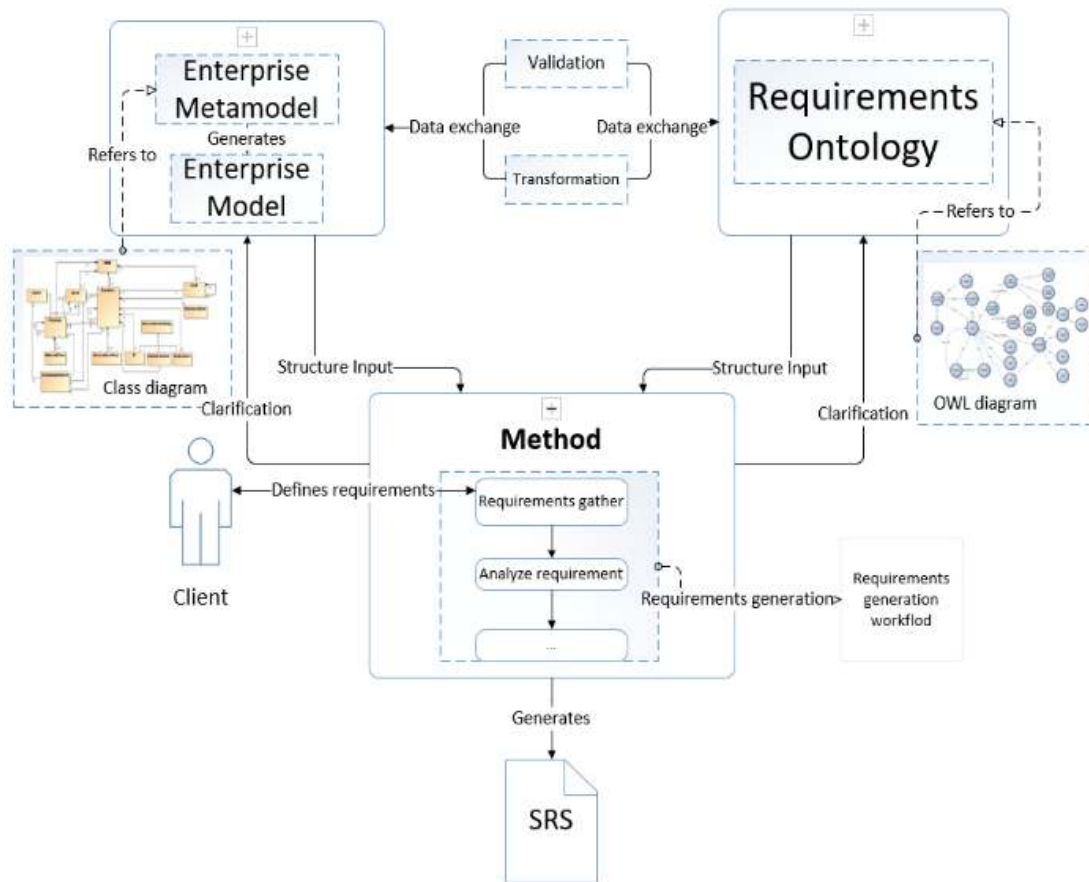 Enterprise
Metamodel
Generates
Enterprise
Model
Refers to
Validation
Data exchange
Data exchange
Transformation
Requirements
Ontology
Refers to
Class diagram
OWL diagram
Structure Input
Structure Input
Clarification
Clarification
Method
Defines requirements
Requirements gather
Analyze requirement
...
Client
Requirements generation
Requirements
generation
workflod
Generates
SRS